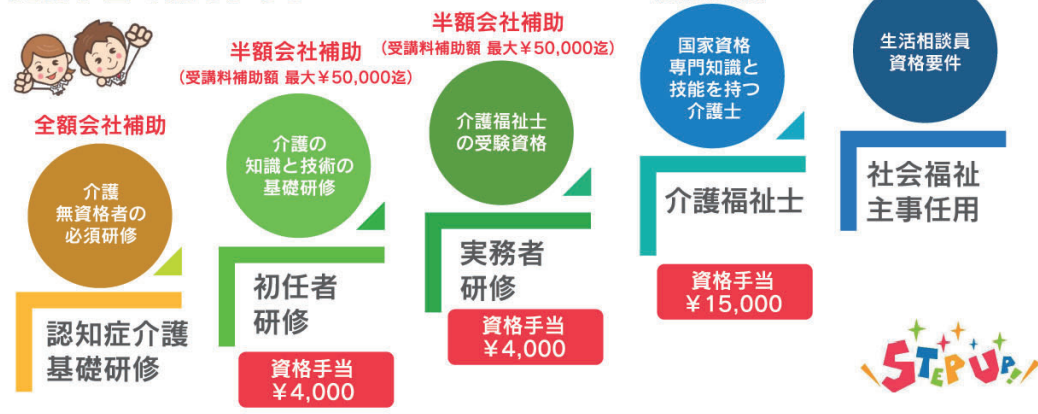 全額会社補助
介護
無資格者の
必須研修
認知症介護
基礎研修
半額会社補助
(受講料補助額 最大¥50,000迄)
介護の
知識と技術の
基礎研修
初任者
研修
資格手当
¥4,000
半額会社補助
(受講料補助額 最大¥50,000迄)
介護福祉士
の受験資格
実務者
研修
資格手当
¥4,000
国家資格
専門知識と
技能を持つ
介護士
介護福祉士
資格手当
¥15,000
生活相談員
資格要件
社会福祉
主事任用
STEP UP!